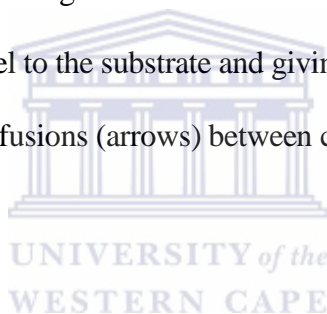 el to the substrate and givin
fusions (arrows) between c
UNIVERSITY of the
WESTERN CAPE